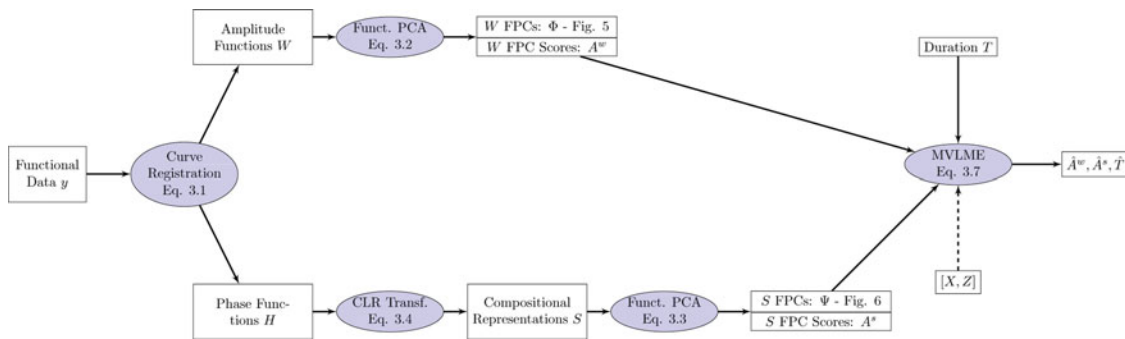 Amplitude
Functions W
Funct. PCA
Eq. 3.2
W FPCs: Φ - Fig. 5
W FPC Scores: A^w
Duration T
Functional
Data y
Curve
Registration
Eq. 3.1
MVLME
Eq. 3.7
Â^w, Â^s, T̂
[X, Z]
Phase Func-
tions H
CLR Transf.
Eq. 3.4
Compositional
Representations S
Funct. PCA
Eq. 3.3
S FPCs: Ψ - Fig. 6
S FPC Scores: A^s